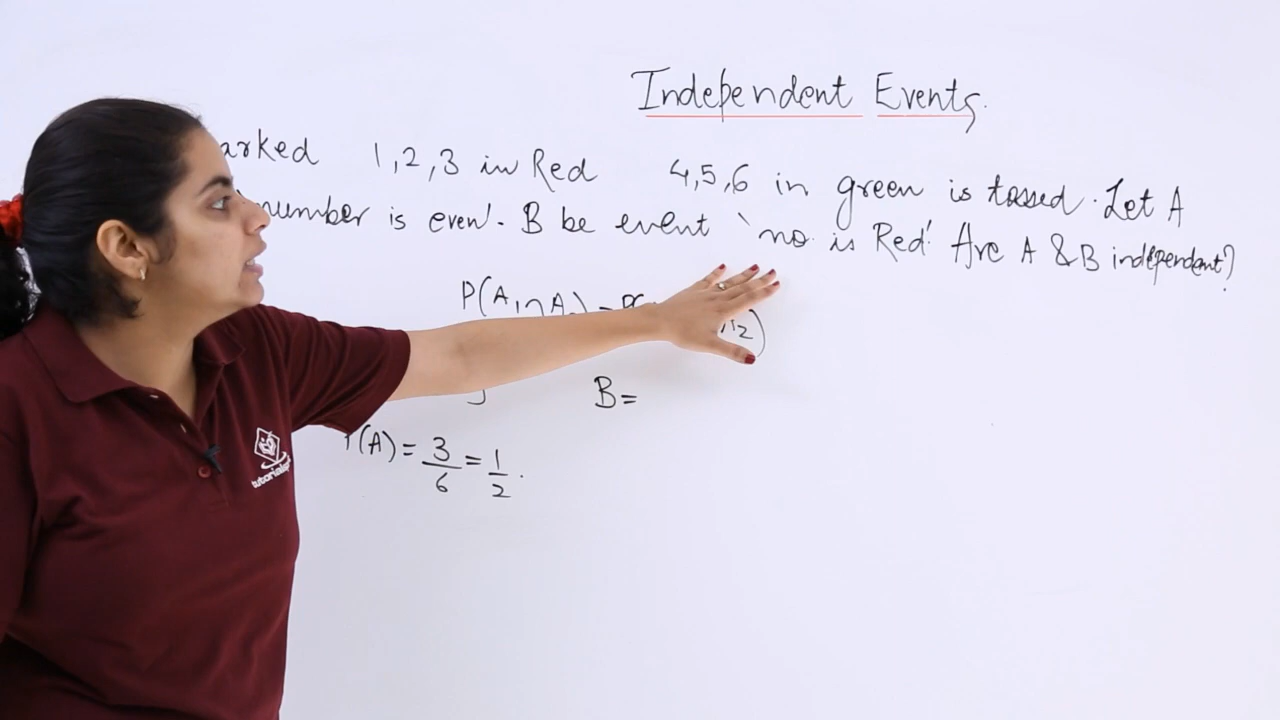 Independent Events.
arked 1,2,3 in Red 4,5,6 in green is tossed. Let A
number is even'. B be event 'no. is Red'. Are A & B independent?
P(A₁∩A
B=
P(A) = 3/6 = 1/2.